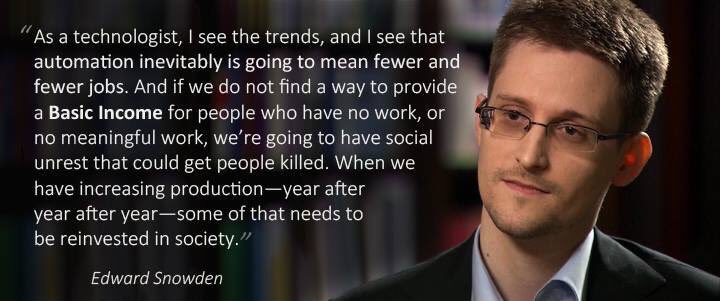 “As a technologist, I see the trends, and I see that
automation inevitably is going to mean fewer and
fewer jobs. And if we do not find a way to provide
a Basic Income for people who have no work, or
no meaningful work, we’re going to have social
unrest that could get people killed. When we
have increasing production—year after
year after year—some of that needs to
be reinvested in society.”
Edward Snowden